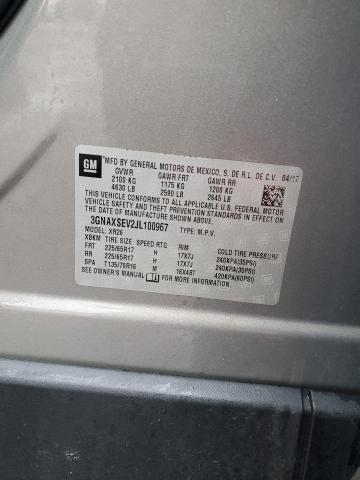 GM MFD BY GENERAL MOTORS DE MEXICO, S. DE R.L. DE C.V. 04/17
GVWR GAWR FRT GAWR RR
2100 KG 1175 KG 1200 KG
4630 LB 2590 LB 2645 LB
THIS VEHICLE CONFORMS TO ALL APPLICABLE U.S. FEDERAL
MOTOR VEHICLE SAFETY, BUMPER, AND THEFT PREVENTION
STANDARDS IN EFFECT ON THE DATE OF MANUFACTURE SHOWN ABOVE.
3GNAXSEV2JL100967 TYPE: M.P.V.
MODEL: XR26
XBKM TIRE SIZE SPEED RTG RIM COLD TIRE PRESSURE
FRT 225/65R17 H 17X7J 240KPA(35PSI)
RR 225/65R17 H 17X7J 240KPA(35PSI)
SPA T135/70R16 M 16X4BT 420KPA(60PSI)
SEE OWNER'S MANUAL FOR ADDITIONAL INFORMATION.